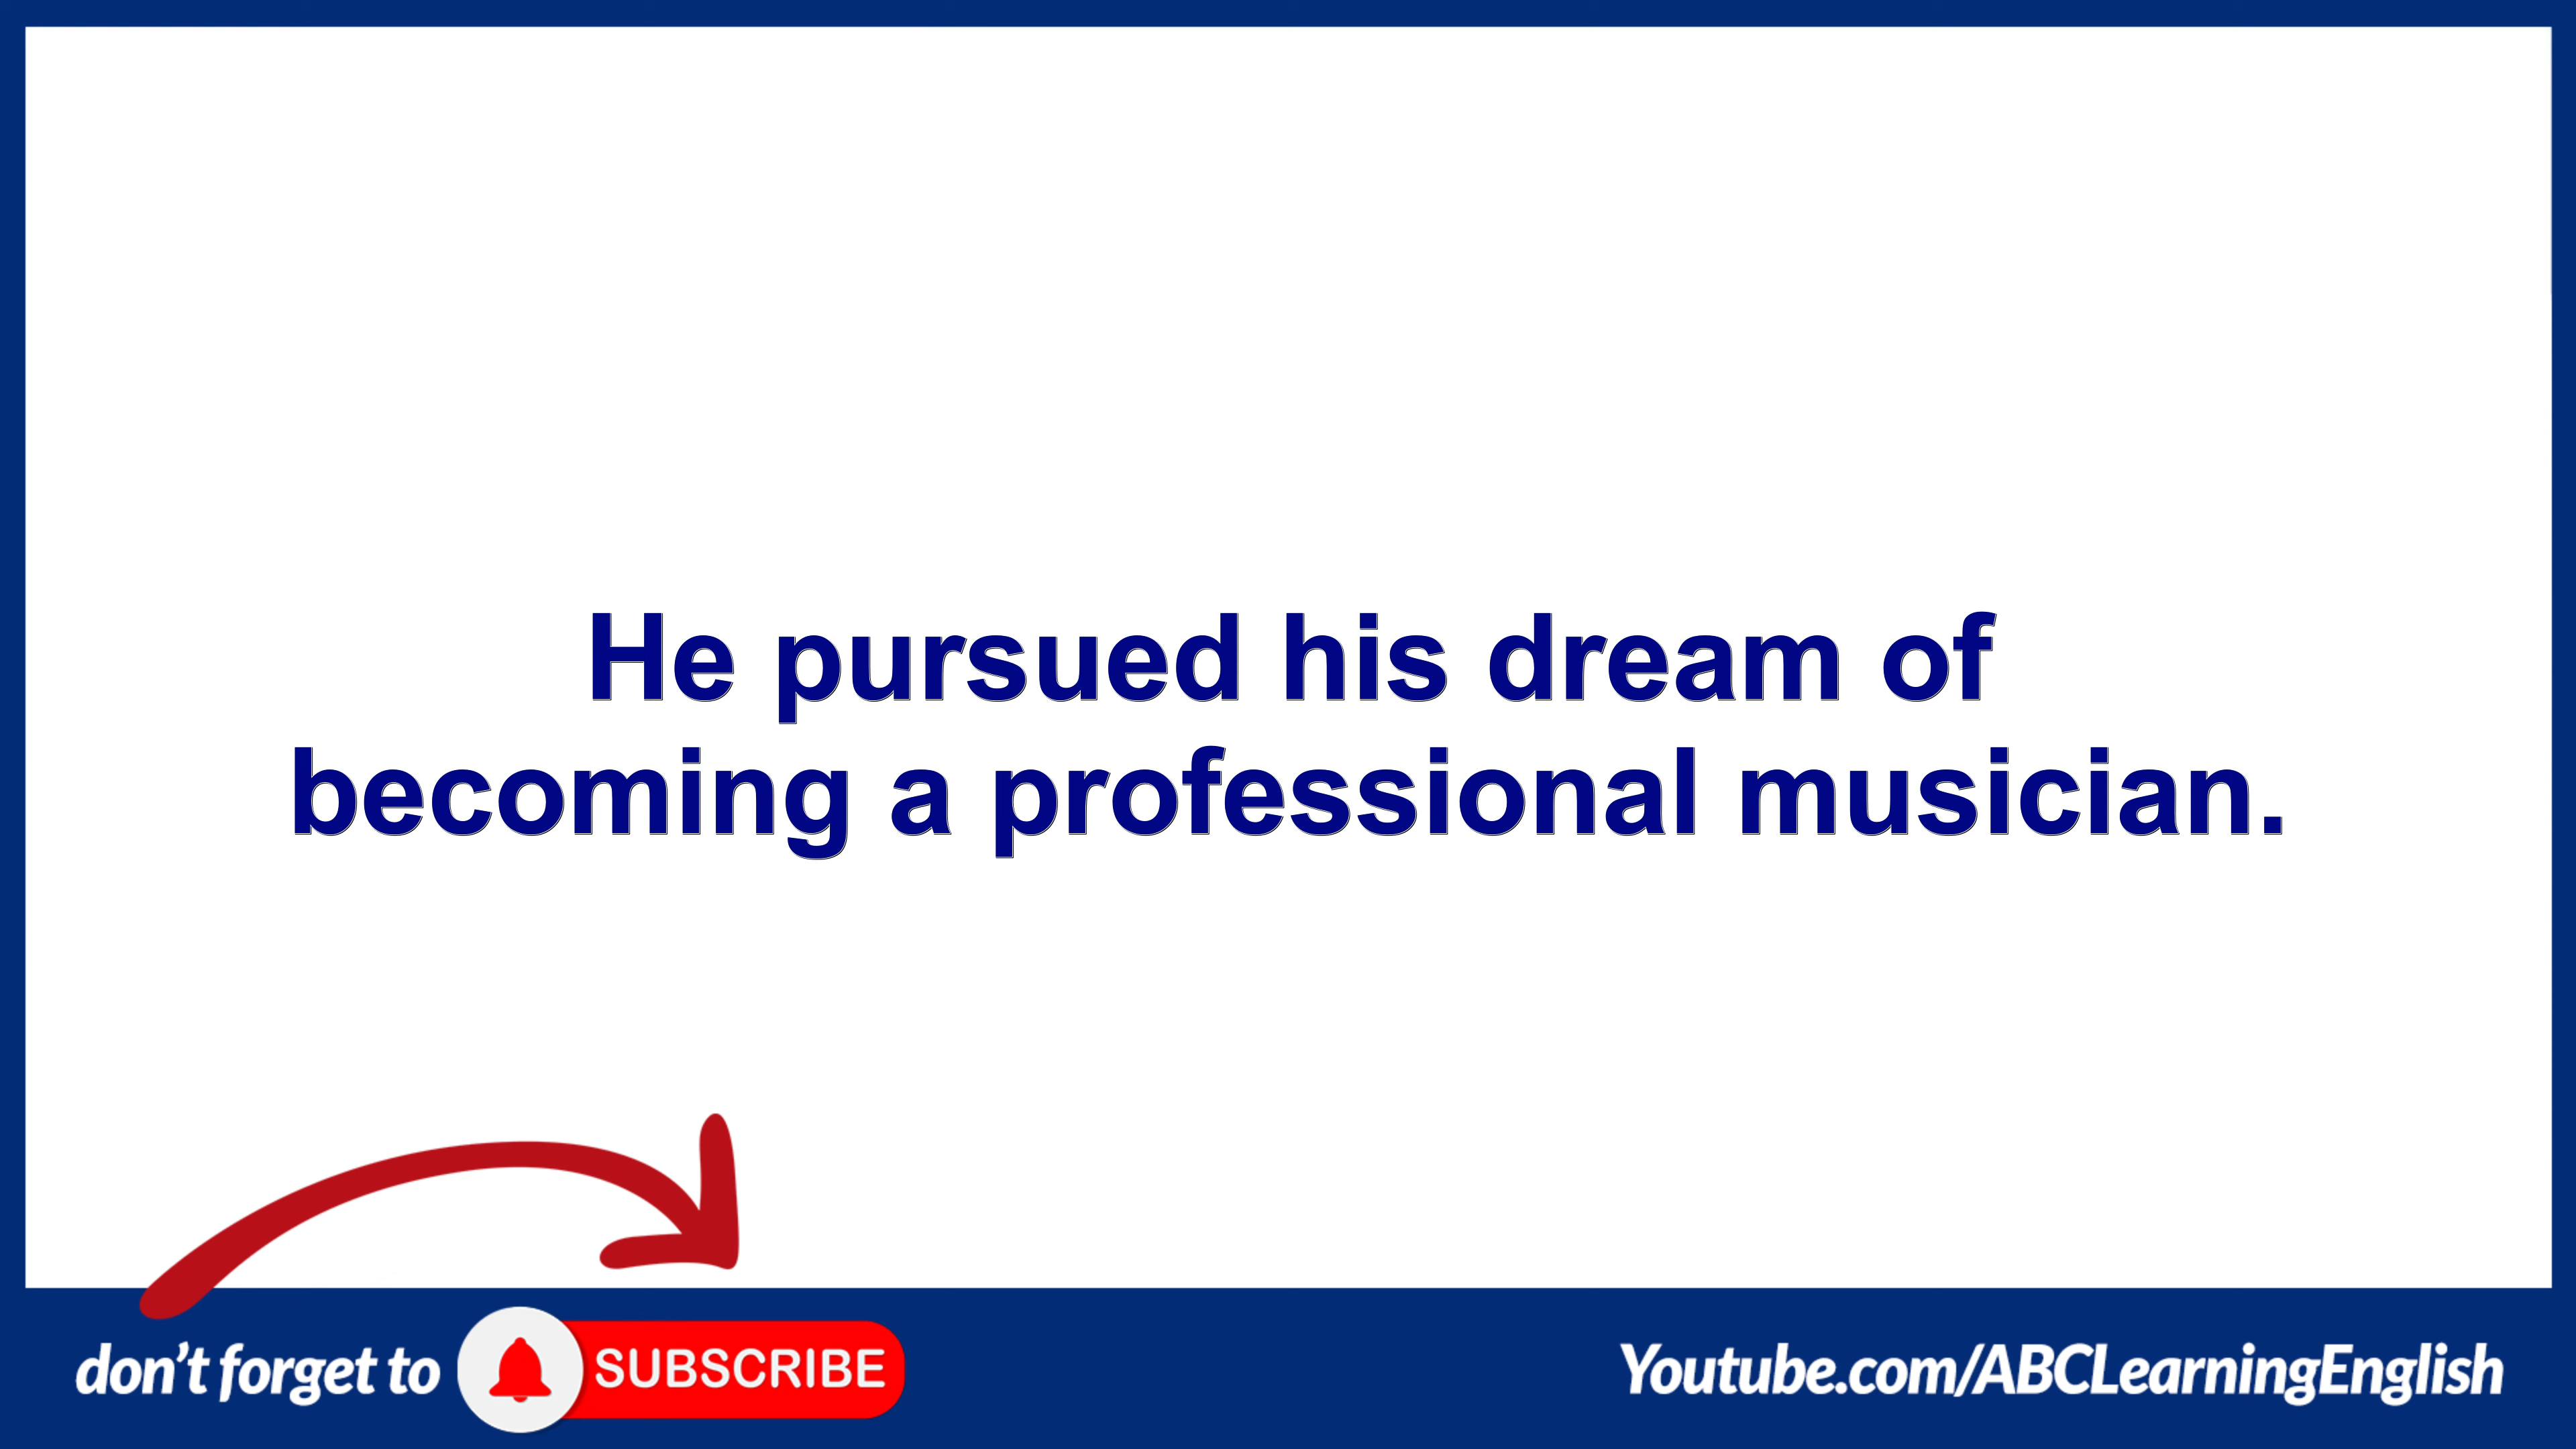 He pursued his dream of
becoming a professional musician.
don't forget to SUBSCRIBE
Youtube.com/ABCLearningEnglish